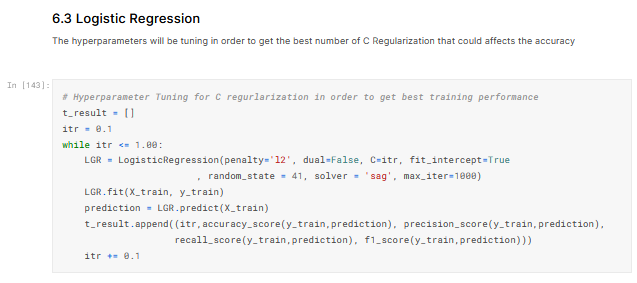 6.3 Logistic Regression
The hyperparameters will be tuning in order to get the best number of C Regularization that could affects the accuracy
In [143]:
# Hyperparameter Tuning for C regurlarization in order to get best training performance
t_result = []
itr = 0.1
while itr <= 1.00:
    LGR = LogisticRegression(penalty='l2', dual=False, C=itr, fit_intercept=True
                        , random_state = 41, solver = 'sag', max_iter=1000)
    LGR.fit(X_train, y_train)
    prediction = LGR.predict(X_train)
    t_result.append((itr,accuracy_score(y_train,prediction), precision_score(y_train,prediction),
                    recall_score(y_train,prediction), f1_score(y_train,prediction)))
    itr += 0.1